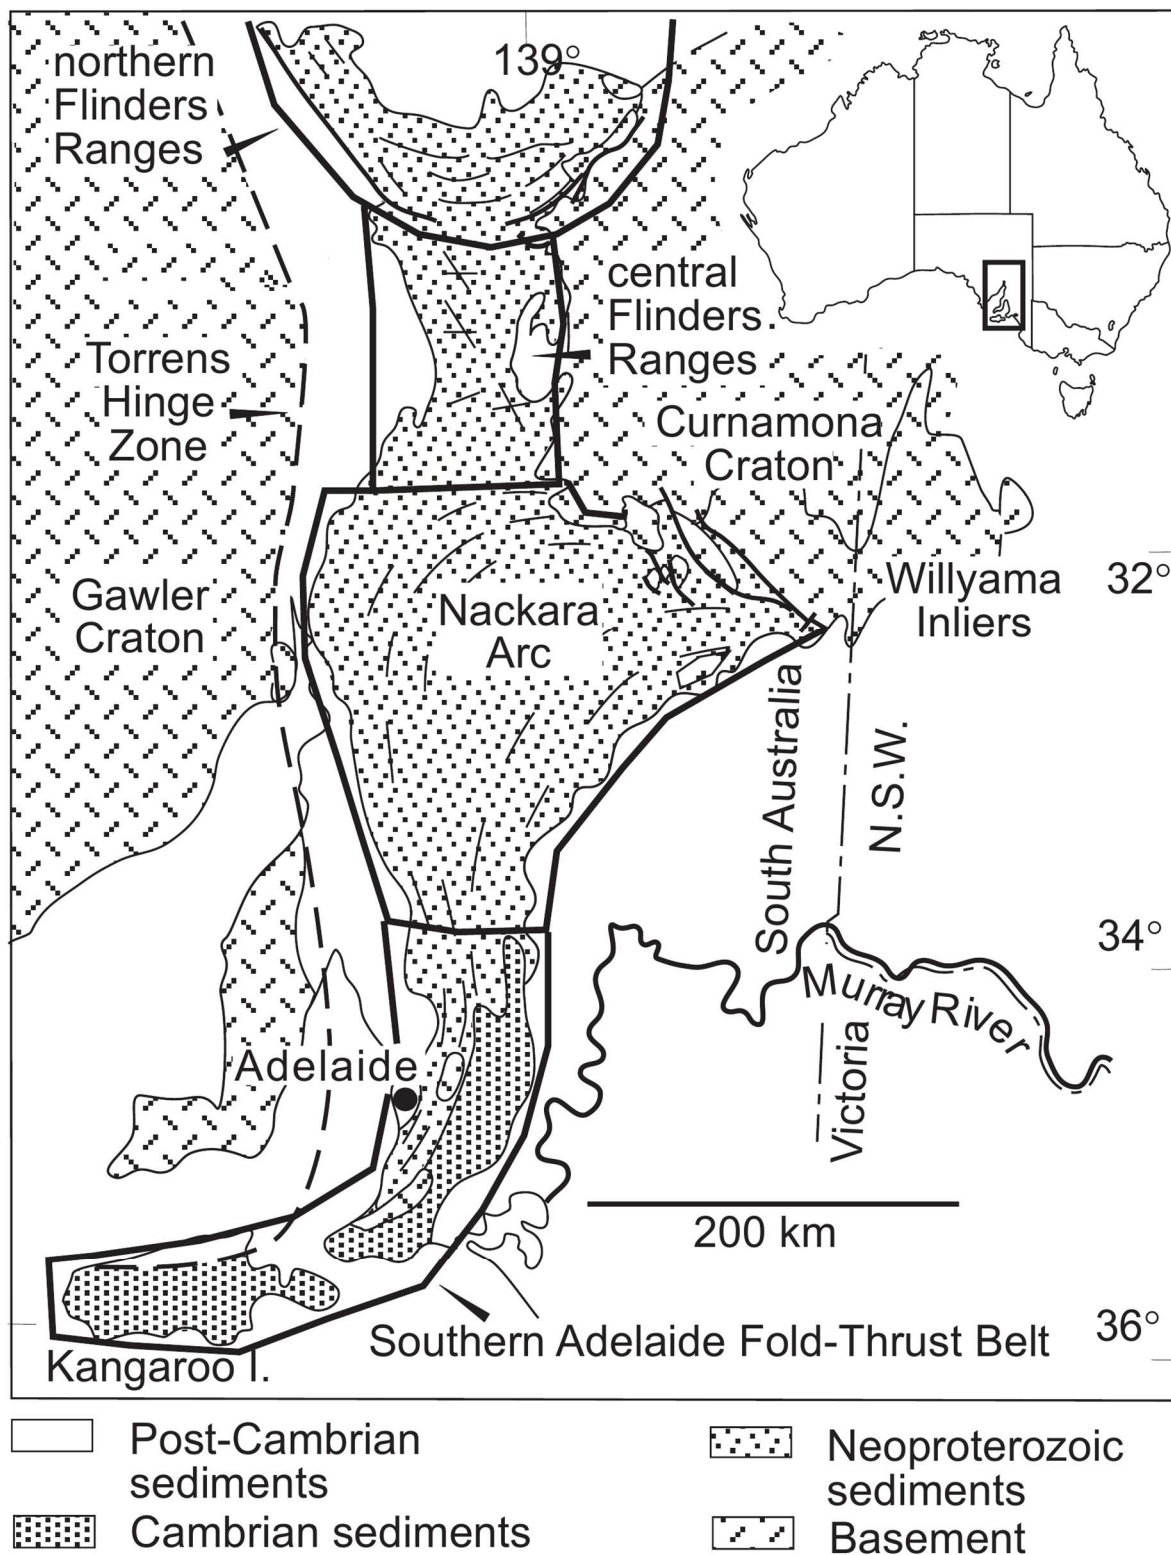 northern
Flinders
Ranges
139°
central
Flinders
Ranges
Torrens
Hinge
Zone
Curnamona
Craton
Gawler
Craton
Nackara
Arc
Willyama
Inliers
32°
South Australia
N.S.W.
34°
Murray River
Victoria
Adelaide
200 km
36°
Southern Adelaide Fold-Thrust Belt
Kangaroo I.
Post-Cambrian
sediments
Cambrian sediments
Neoproterozoic
sediments
Basement